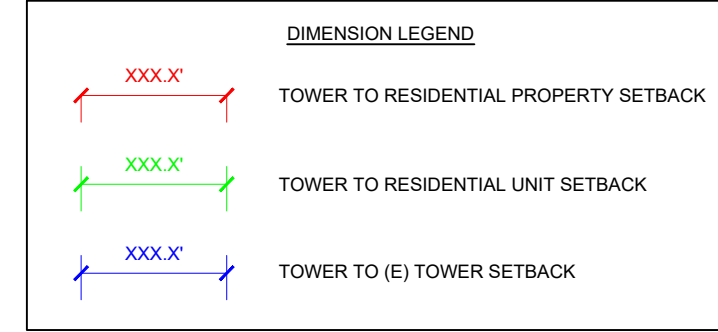 DIMENSION LEGEND
XXX.X'
TOWER TO RESIDENTIAL PROPERTY SETBACK
XXX.X'
TOWER TO RESIDENTIAL UNIT SETBACK
XXX.X'
TOWER TO (E) TOWER SETBACK